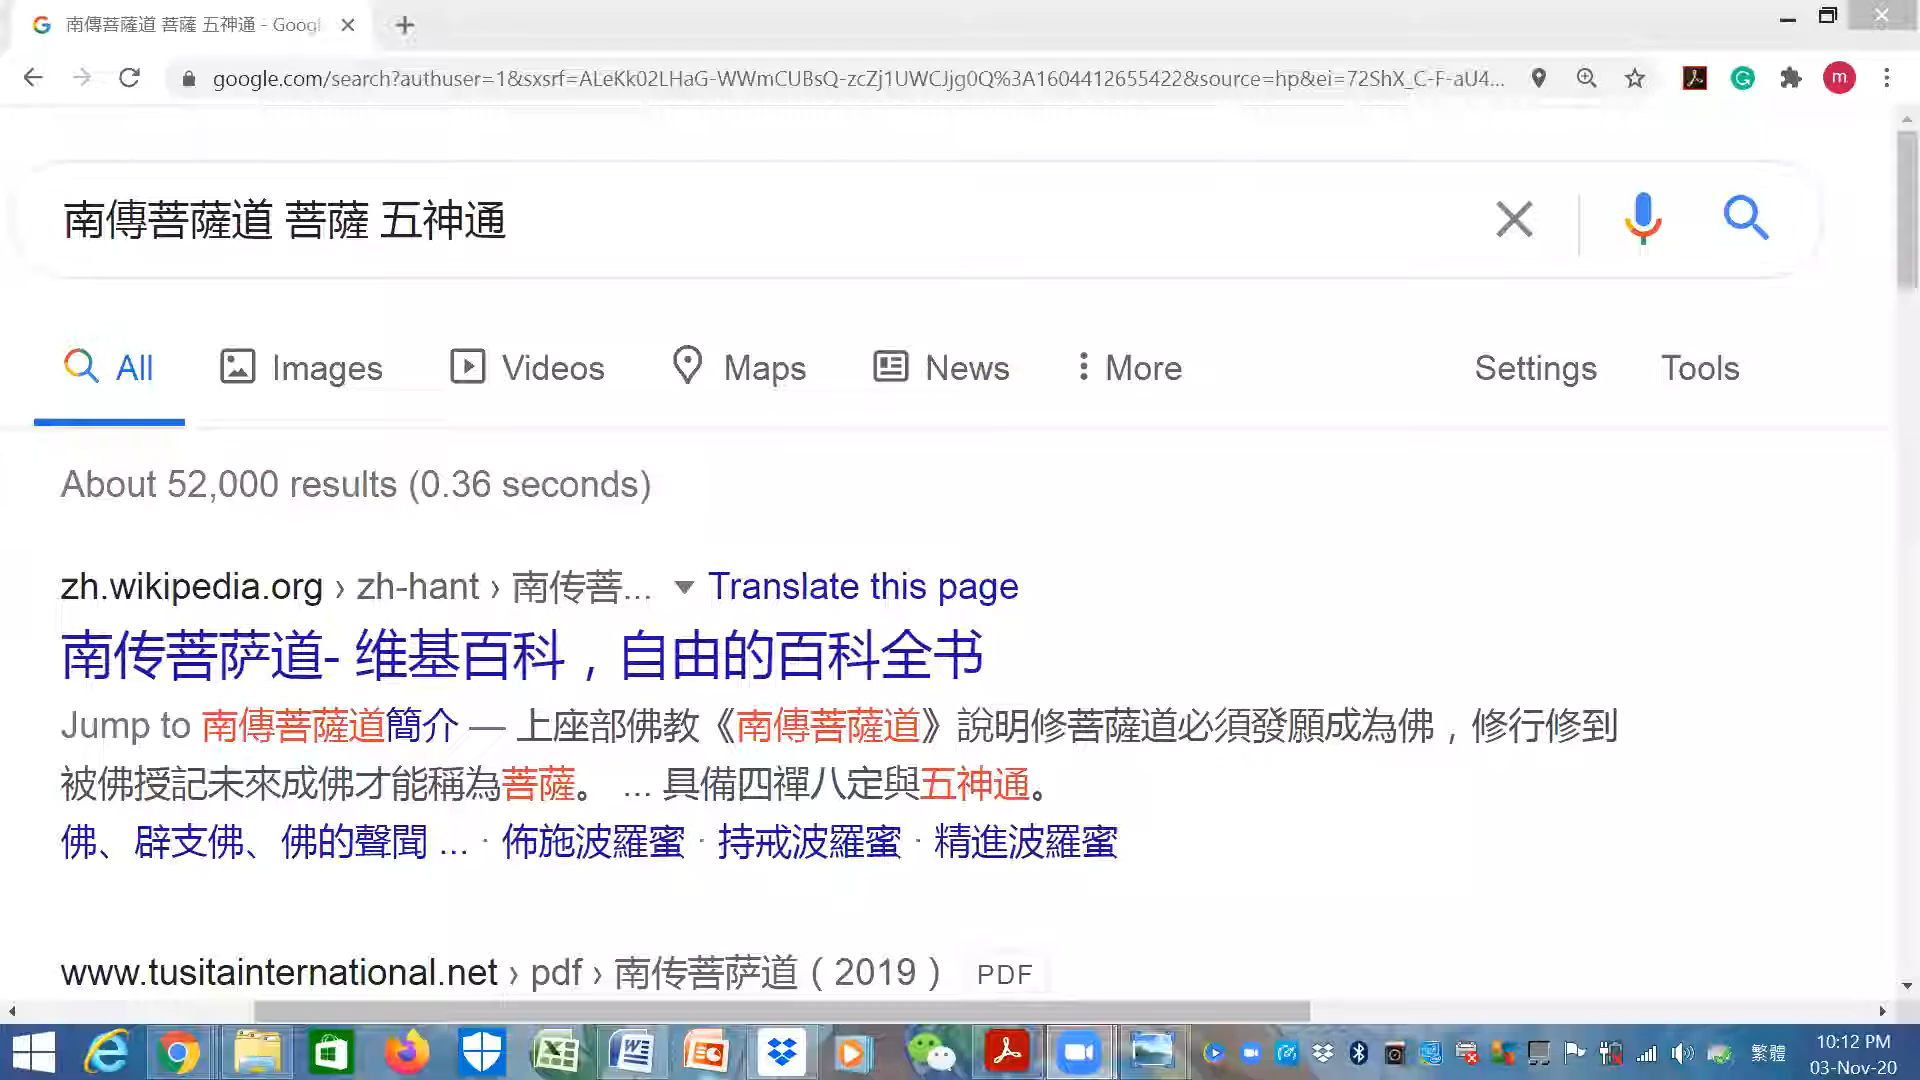 南傳菩薩道 菩薩 五神通 - Googl
google.com/search?authuser=1&sxsrf=ALeKk02LHaG-WWmCUBsQ-zcZj1UWCJjg0Q%3A1604412655422&source=hp&ei=72ShX_C-F-aU4...
m
南傳菩薩道 菩薩 五神通
All Images Videos Maps News More Settings Tools
About 52,000 results (0.36 seconds)
zh.wikipedia.org › zh-hant › 南传菩... Translate this page
南传菩萨道- 维基百科，自由的百科全书
Jump to 南傳菩薩道簡介 — 上座部佛教《南傳菩薩道》說明修菩薩道必須發願成為佛，修行修到
被佛授記未來成佛才能稱為菩薩。 ... 具備四禪八定與五神通。
佛、辟支佛、佛的聲聞 ... · 佈施波羅蜜 · 持戒波羅蜜 · 精進波羅蜜
www.tusitainternational.net › pdf › 南传菩萨道（2019） PDF
繁體
10:12 PM
03-Nov-20